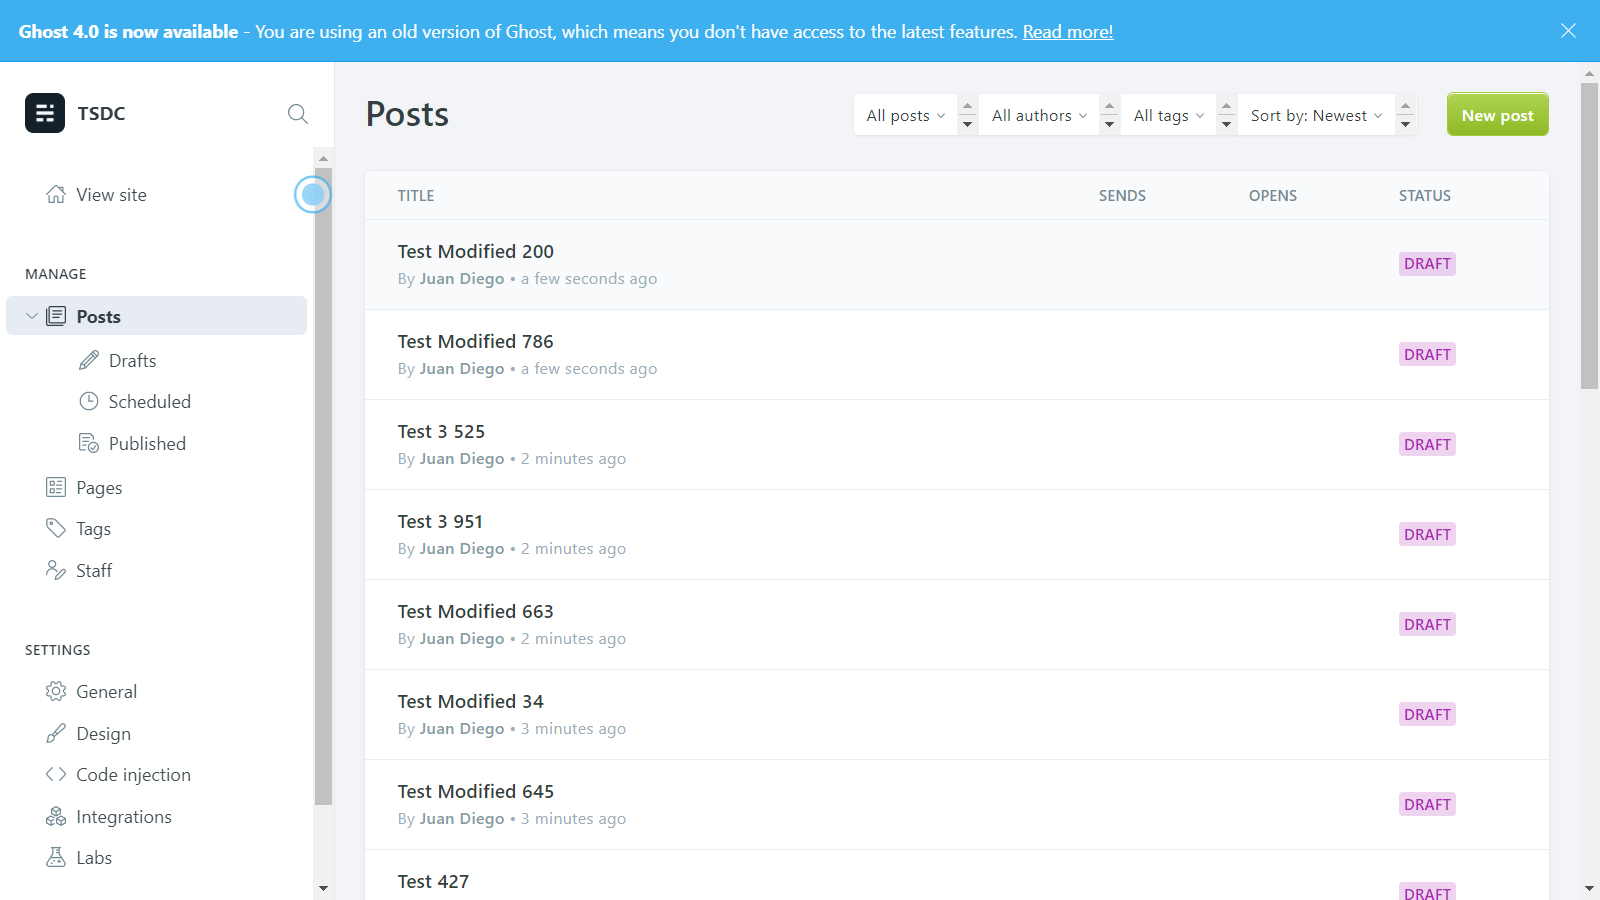 Ghost 4.0 is now available - You are using an old version of Ghost, which means you don't have access to the latest features. Read more!
TSDC
View site
MANAGE
Posts
Drafts
Scheduled
Published
Pages
Tags
Staff
SETTINGS
General
Design
Code injection
Integrations
Labs
Posts
All posts
All authors
All tags
Sort by: Newest
New post
TITLE SENDS OPENS STATUS
Test Modified 200
By Juan Diego • a few seconds ago
DRAFT
Test Modified 786
By Juan Diego • a few seconds ago
DRAFT
Test 3 525
By Juan Diego • 2 minutes ago
DRAFT
Test 3 951
By Juan Diego • 2 minutes ago
DRAFT
Test Modified 663
By Juan Diego • 2 minutes ago
DRAFT
Test Modified 34
By Juan Diego • 3 minutes ago
DRAFT
Test Modified 645
By Juan Diego • 3 minutes ago
DRAFT
Test 427
DRAFT